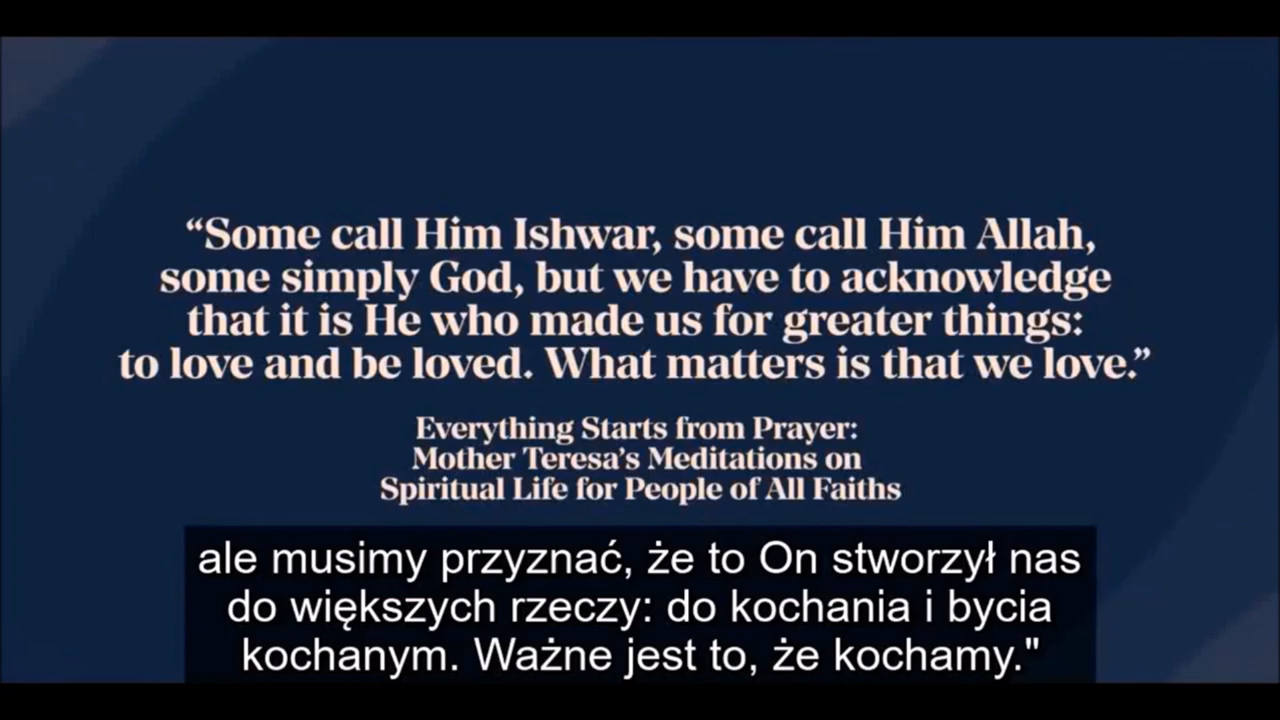 “Some call Him Ishwar, some call Him Allah,
some simply God, but we have to acknowledge
that it is He who made us for greater things:
to love and be loved. What matters is that we love.”
Everything Starts from Prayer:
Mother Teresa’s Meditations on
Spiritual Life for People of All Faiths
ale musimy przyznać, że to On stworzył nas
do większych rzeczy: do kochania i bycia
kochanym. Ważne jest to, że kochamy."